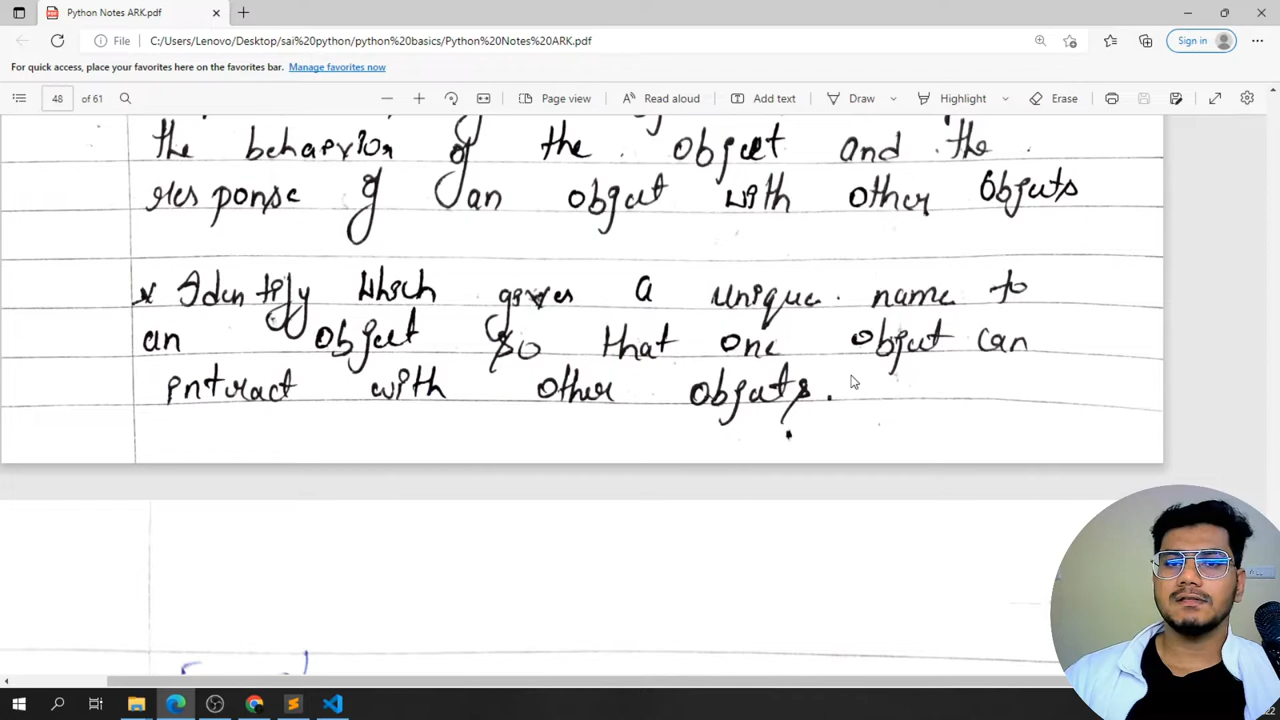 Python Notes ARK.pdf
File C:/Users/Lenovo/Desktop/sai%20python/python%20basics/Python%20Notes%20ARK.pdf
Sign in
For quick access, place your favorites here on the favorites bar. Manage favorites now
48 of 61
Page view
Read aloud
Add text
Draw
Highlight
Erase
the behavrior of the object and the
response of an object with other objects
* Identify which gives a unique name to
an object so that one object can
interact with other objects.
22